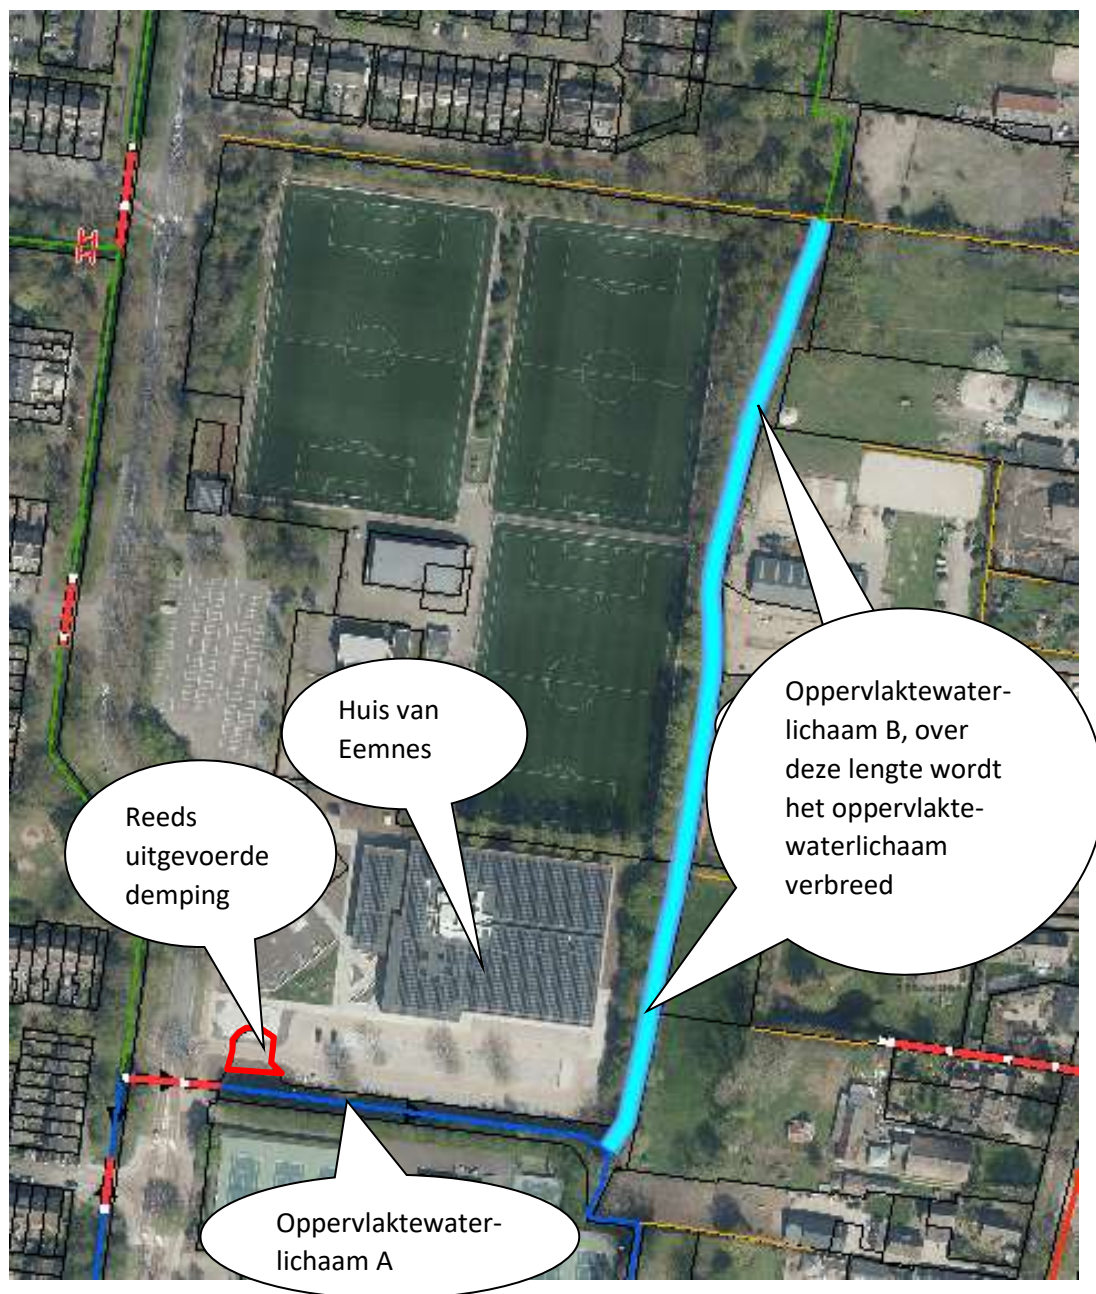 Huis van
Eemnes
Reeds
uitgevoerde
demping
Oppervlaktewater-
lichaam B, over
deze lengte wordt
het oppervlakte-
waterlichaam
verbreed
Oppervlaktewater-
lichaam A